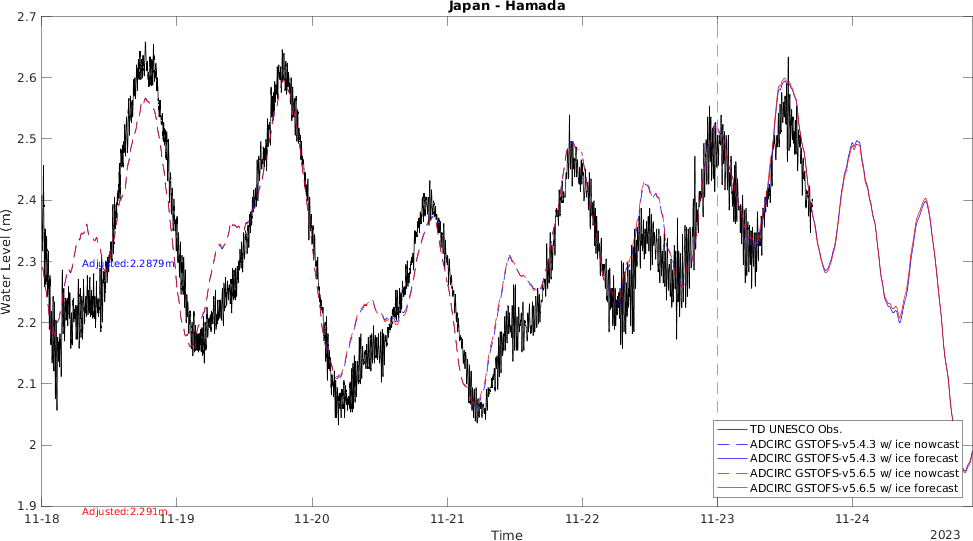 Japan - Hamada
2.7
2.6
2.5
2.4
2.3
2.2
2.1
2
1.9
Water Level (m)
Adjusted:2.2879m
Adjusted:2.291m
TD UNESCO Obs.
ADCIRC GSTOFS-v5.4.3 w/ ice nowcast
ADCIRC GSTOFS-v5.4.3 w/ ice forecast
ADCIRC GSTOFS-v5.6.5 w/ ice nowcast
ADCIRC GSTOFS-v5.6.5 w/ ice forecast
11-18 11-19 11-20 11-21 11-22 11-23 11-24
Time
2023